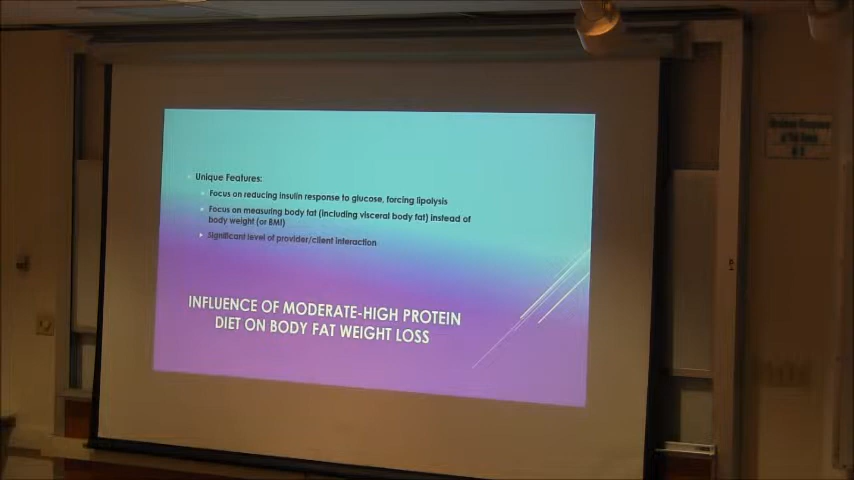 Unique Features:
Focus on reducing insulin response to glucose, forcing lipolysis
Focus on measuring body fat (including visceral body fat) instead of
body weight (or BMI)
Significant level of provider/client interaction
INFLUENCE OF MODERATE-HIGH PROTEIN
DIET ON BODY FAT WEIGHT LOSS